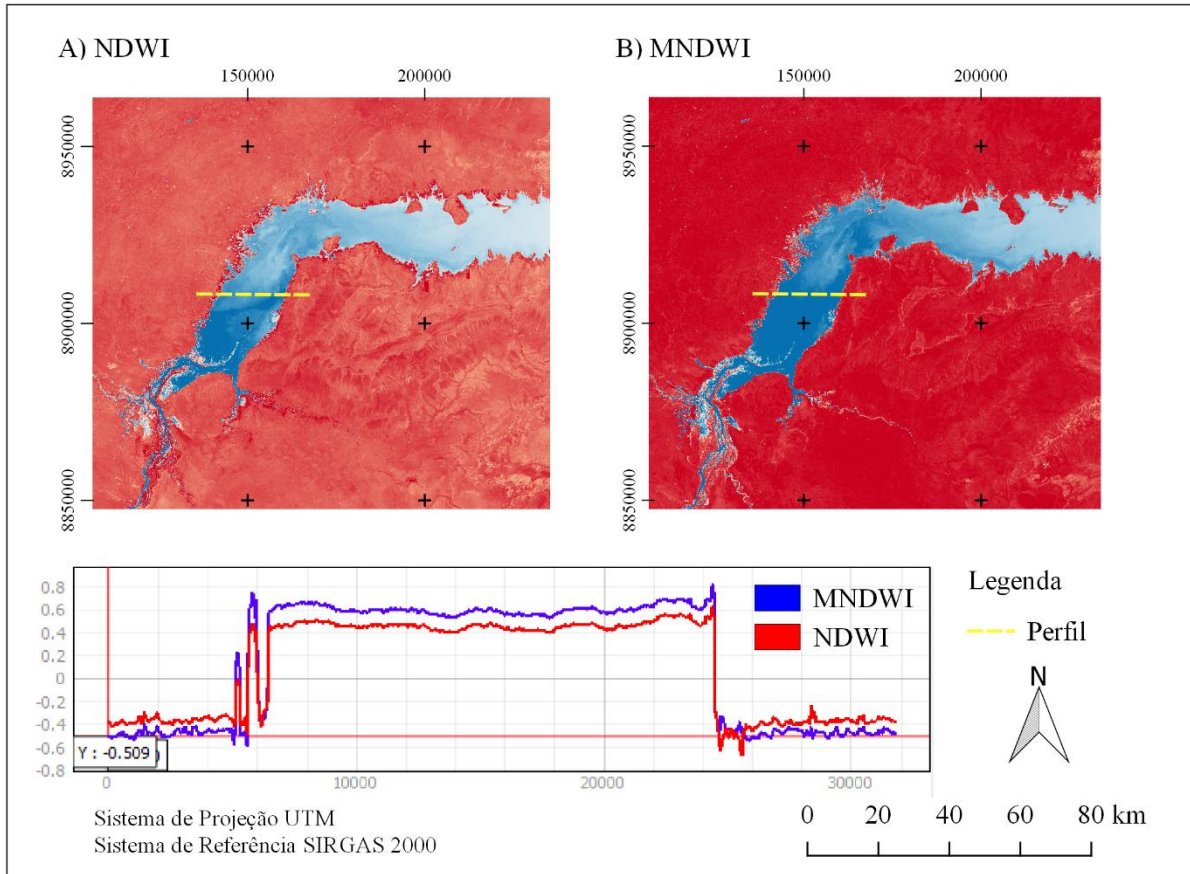 A) NDWI
B) MNDWI
150000
200000
150000
200000
8950000
8900000
8850000
8950000
8900000
8850000
0.8
0.6
0.4
0.2
0
-0.2
-0.4
-0.6
-0.8
Y : -0.509
0
10000
20000
30000
MNDWI
NDWI
Legenda
Perfil
N
Sistema de Projeção UTM
Sistema de Referência SIRGAS 2000
0 20 40 60 80 km